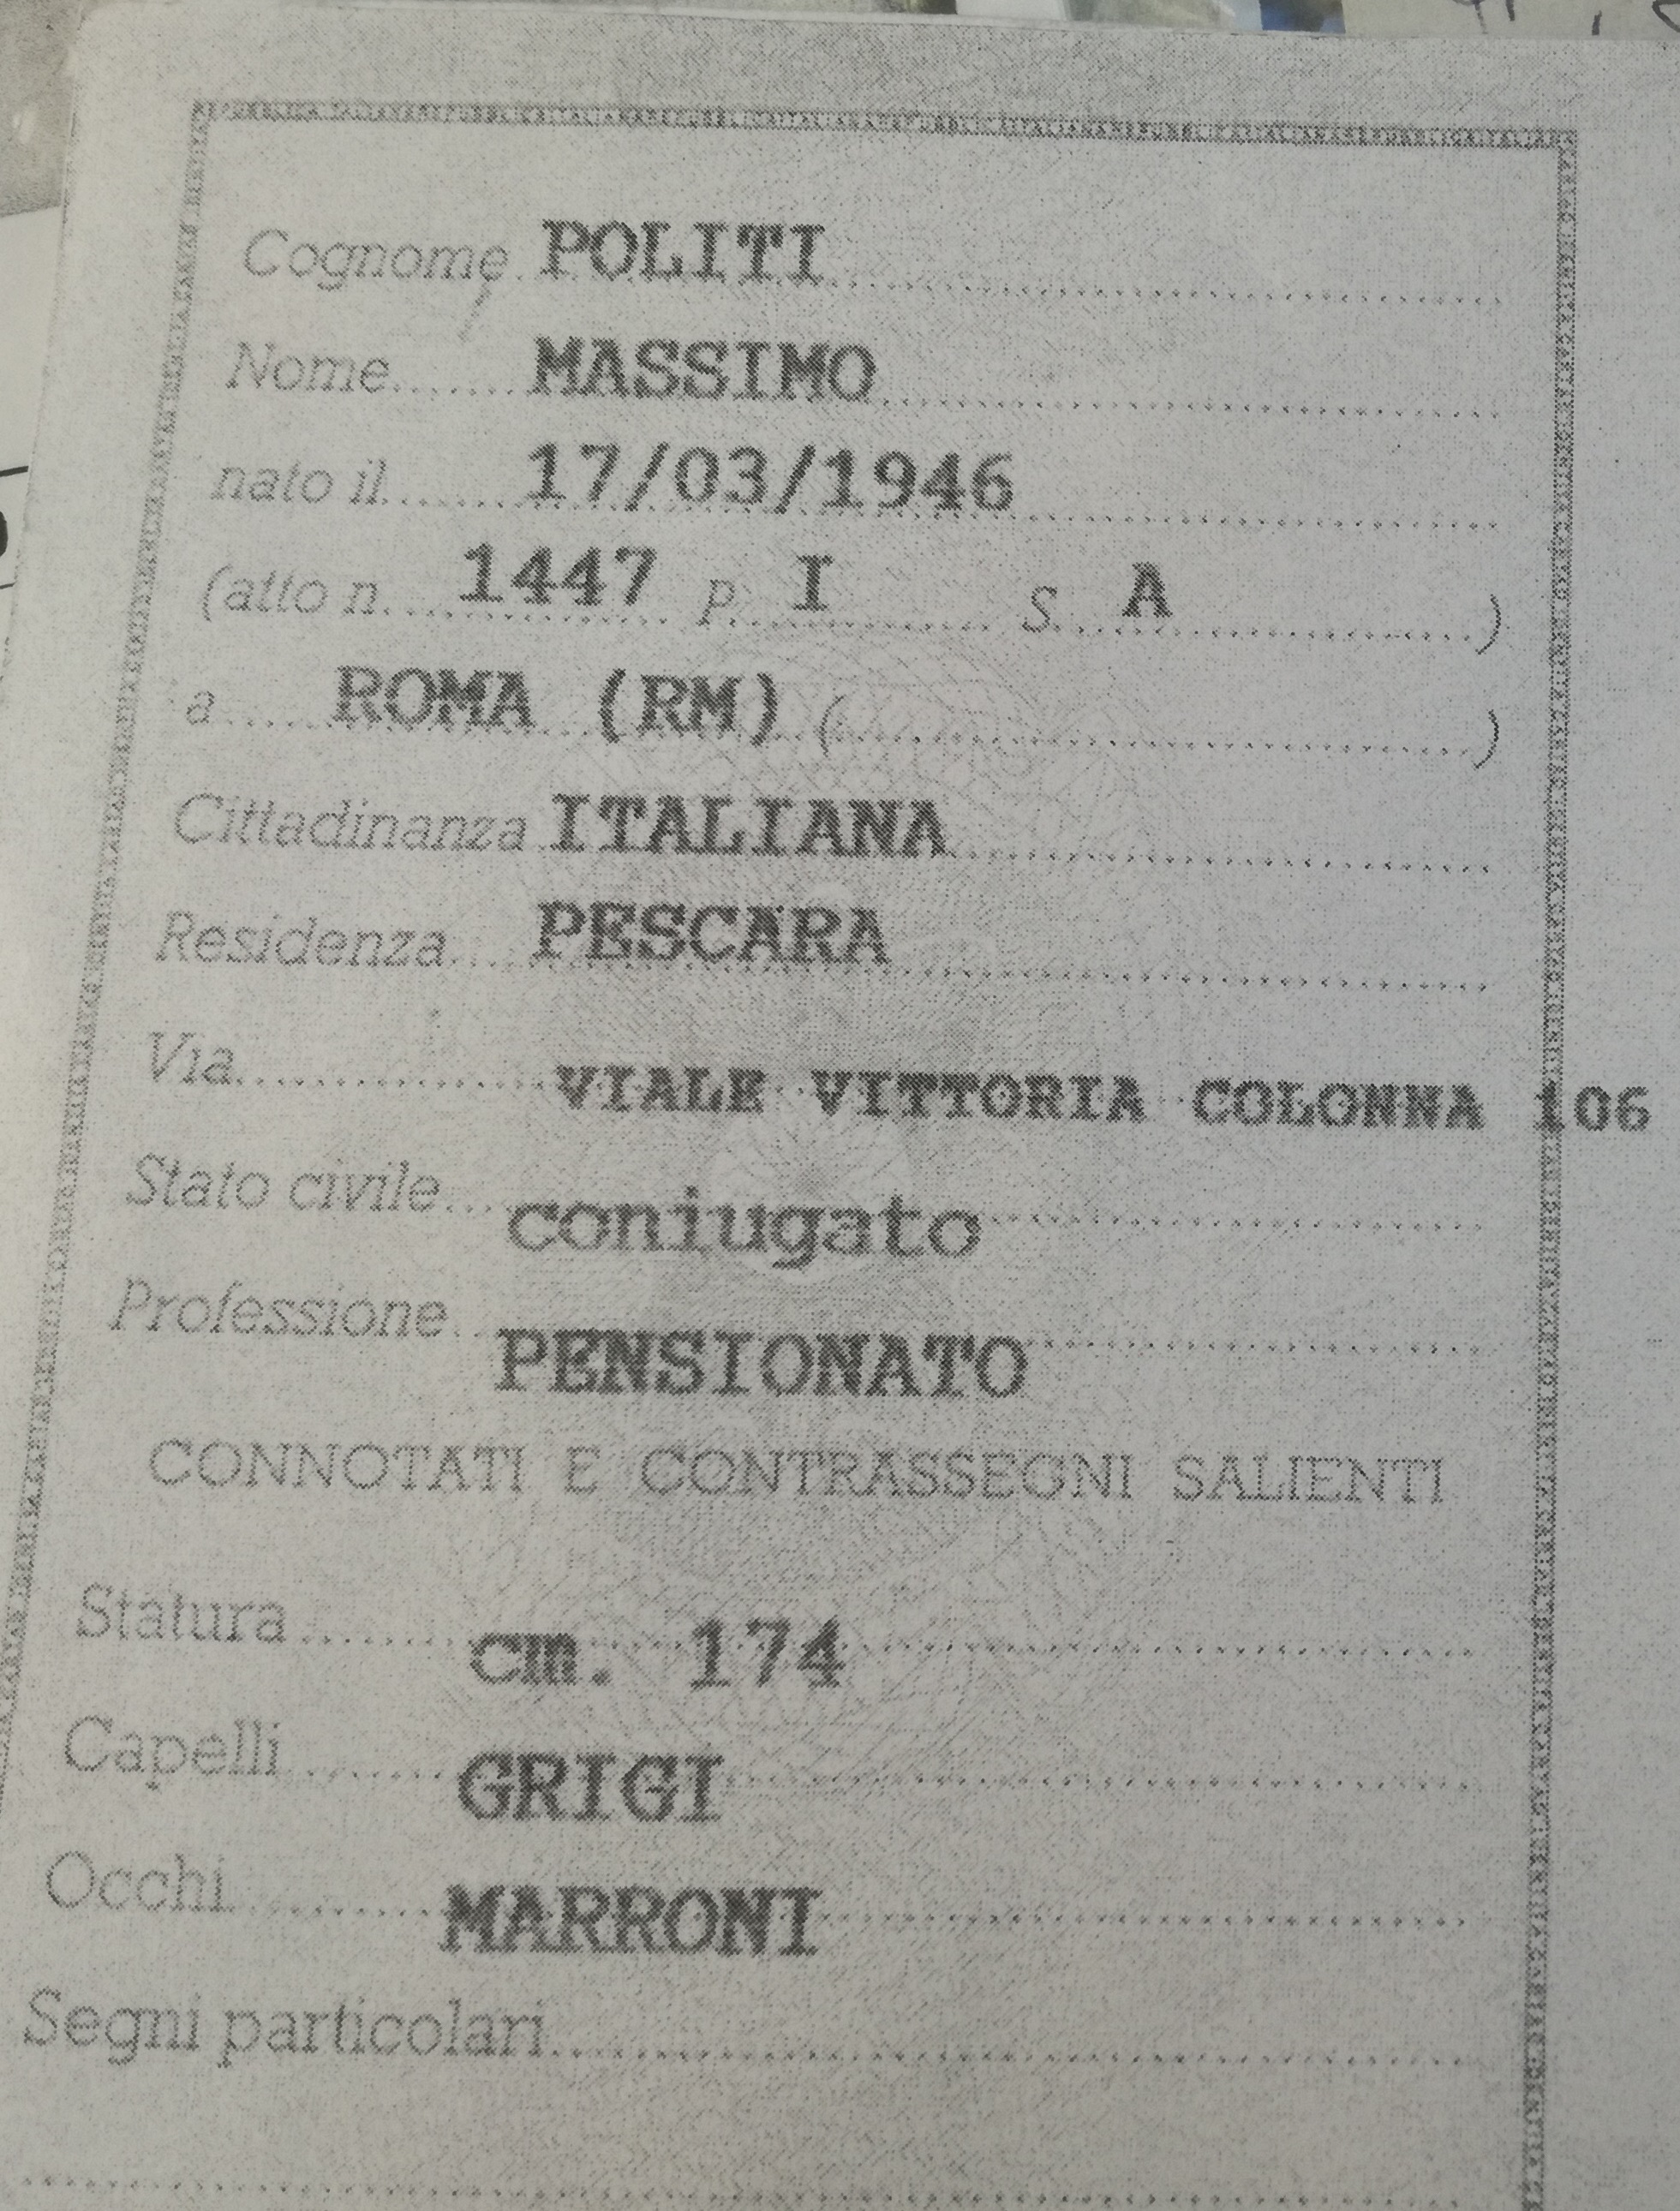 Cognome POLITI
Nome MASSIMO
nato il 17/03/1946
(atto n. 1447 P. I S. A )
a ROMA (RM) ( )
Cittadinanza ITALIANA
Residenza PESCARA
Via VIALE VITTORIA COLONNA 106
Stato civile coniugato
Professione PENSIONATO
CONNOTATI E CONTRASSEGNI SALIENTI
Statura cm. 174
Capelli GRIGI
Occhi MARRONI
Segni particolari